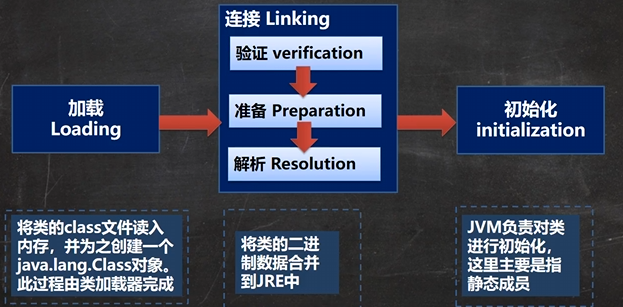 连接 Linking
验证 verification
准备 Preparation
解析 Resolution
加载
Loading
初始化
initialization
将类的class文件读入
内存，并为之创建一个
java.lang.Class对象。
此过程由类加载器完成
将类的二进
制数据合并
到JRE中
JVM负责对类
进行初始化，
这里主要是指
静态成员